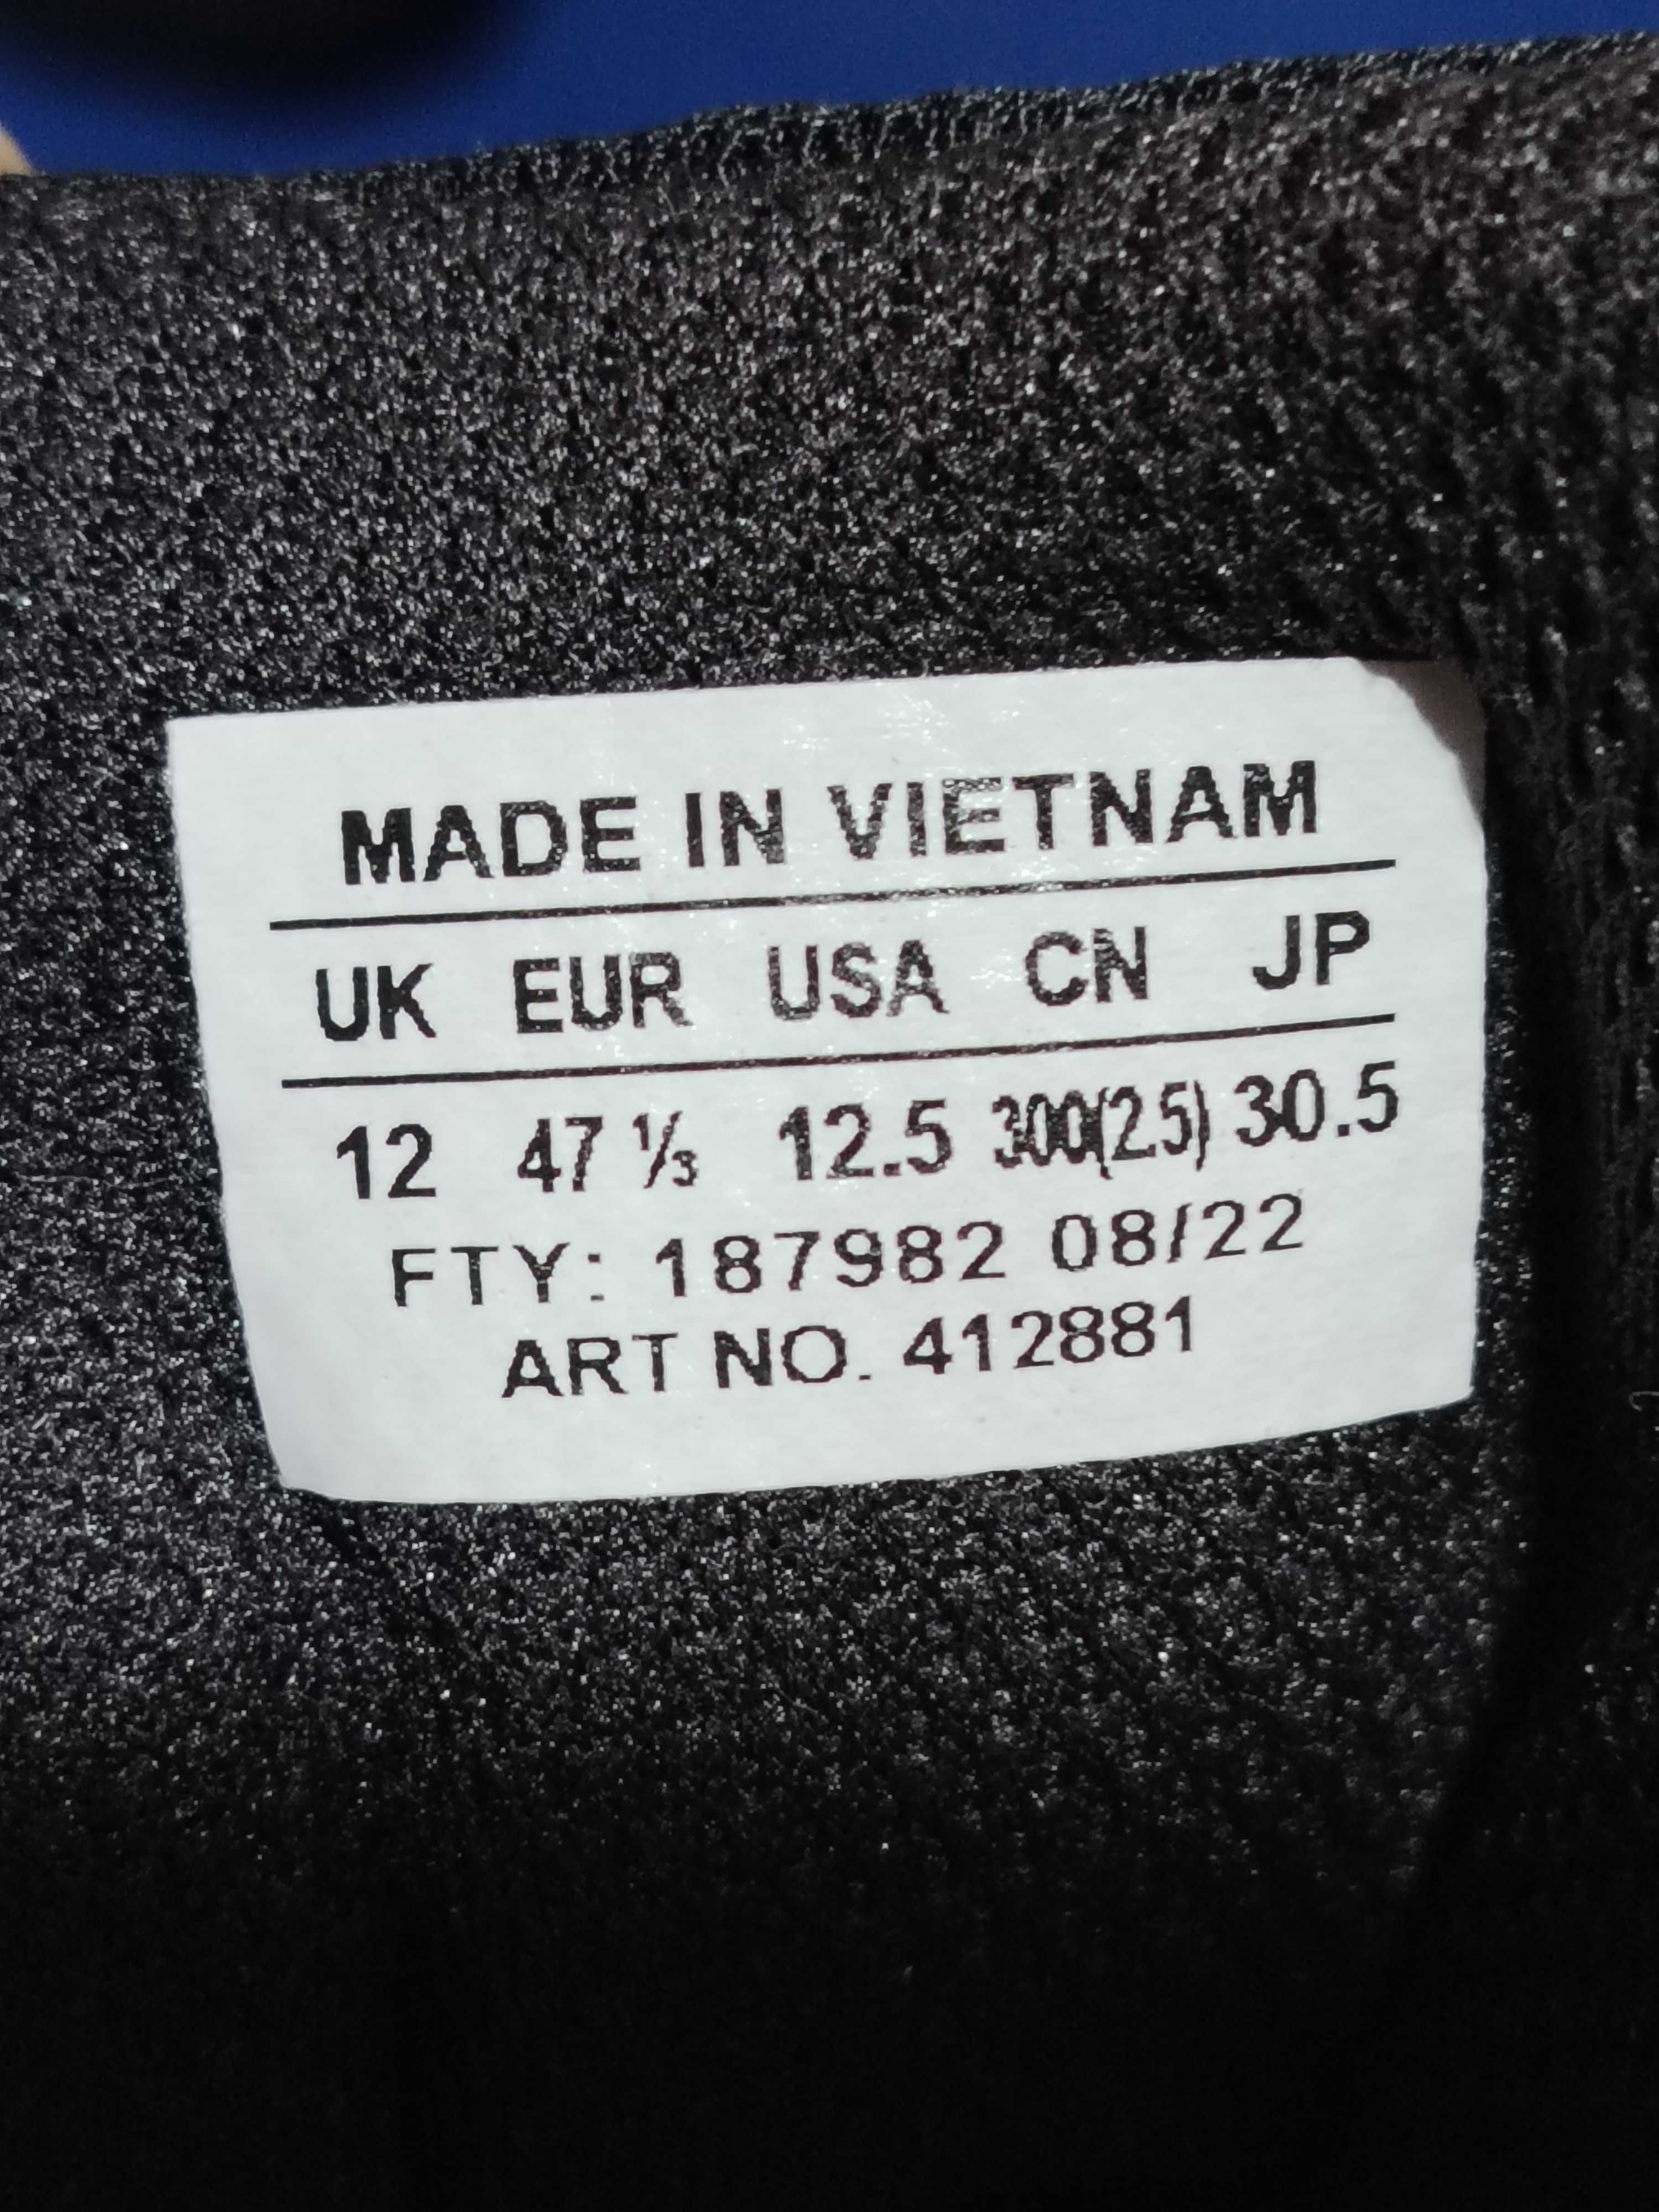 MADE IN VIETNAM
UK EUR USA CN JP
12 47 ⅓ 12.5 300(2.5) 30.5
FTY: 187982 08/22
ART NO. 412881